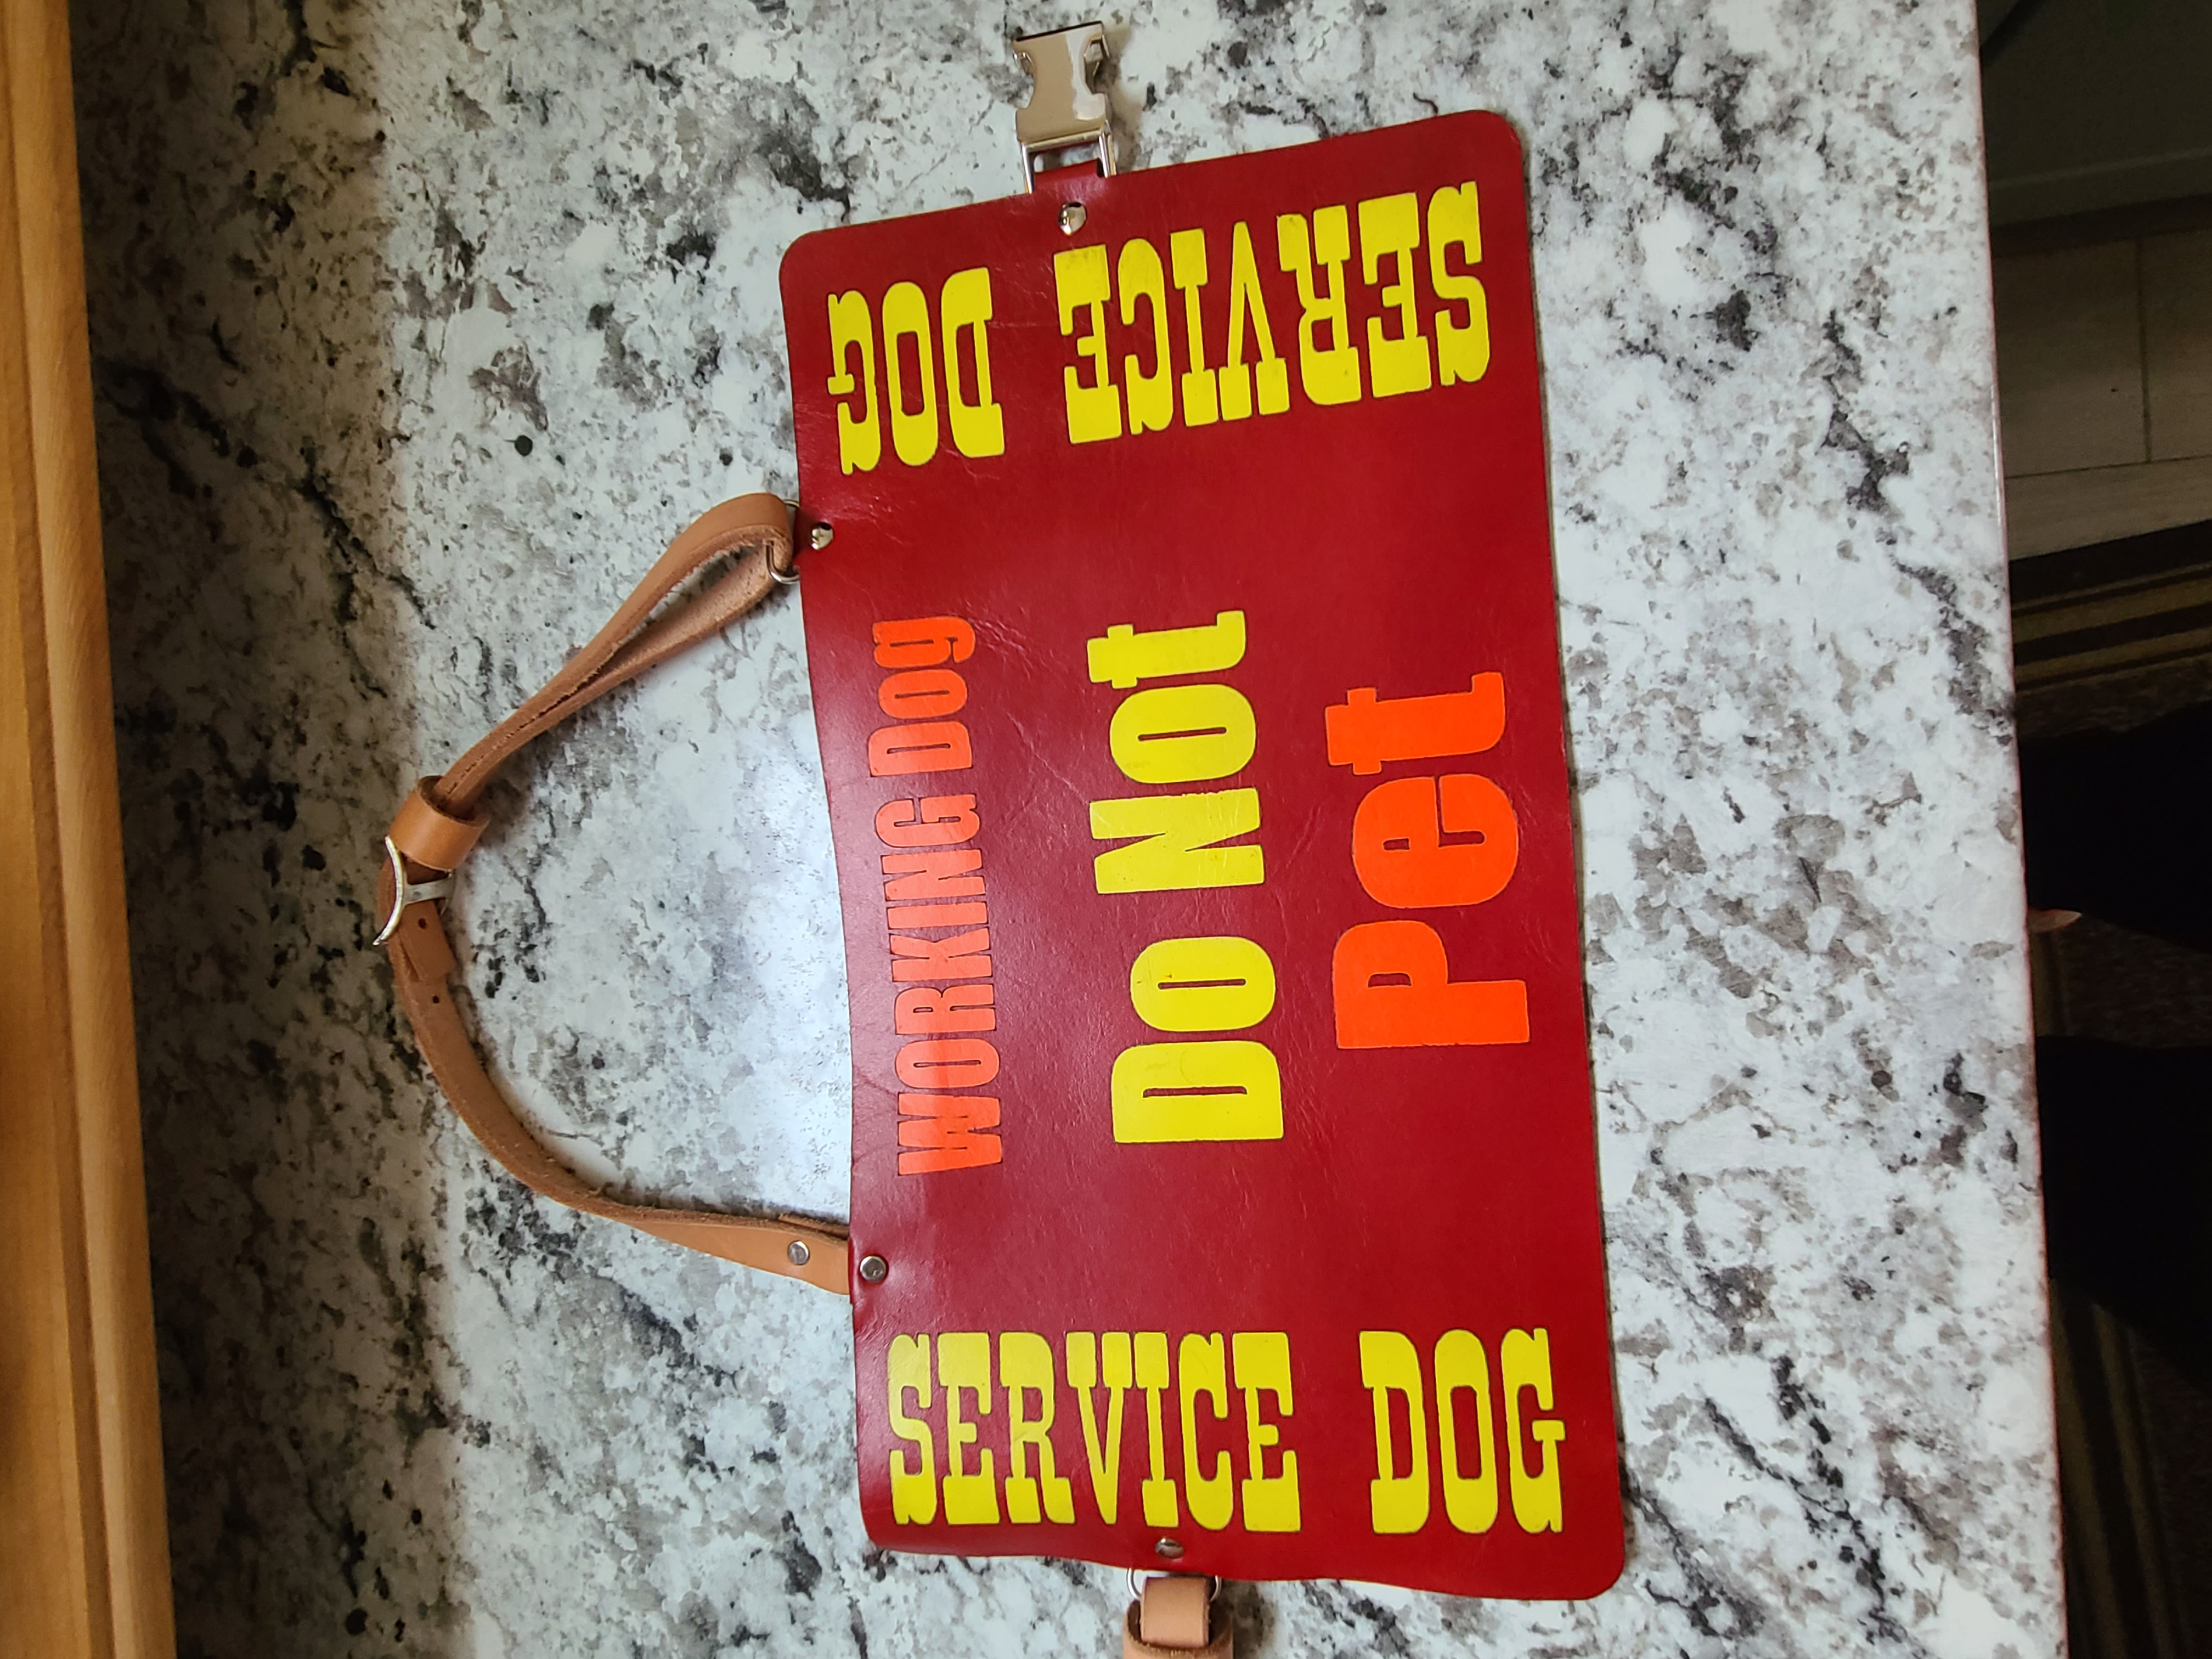 SERVICE DOG
WORKING Dog
Do Not
Pet
SERVICE DOG